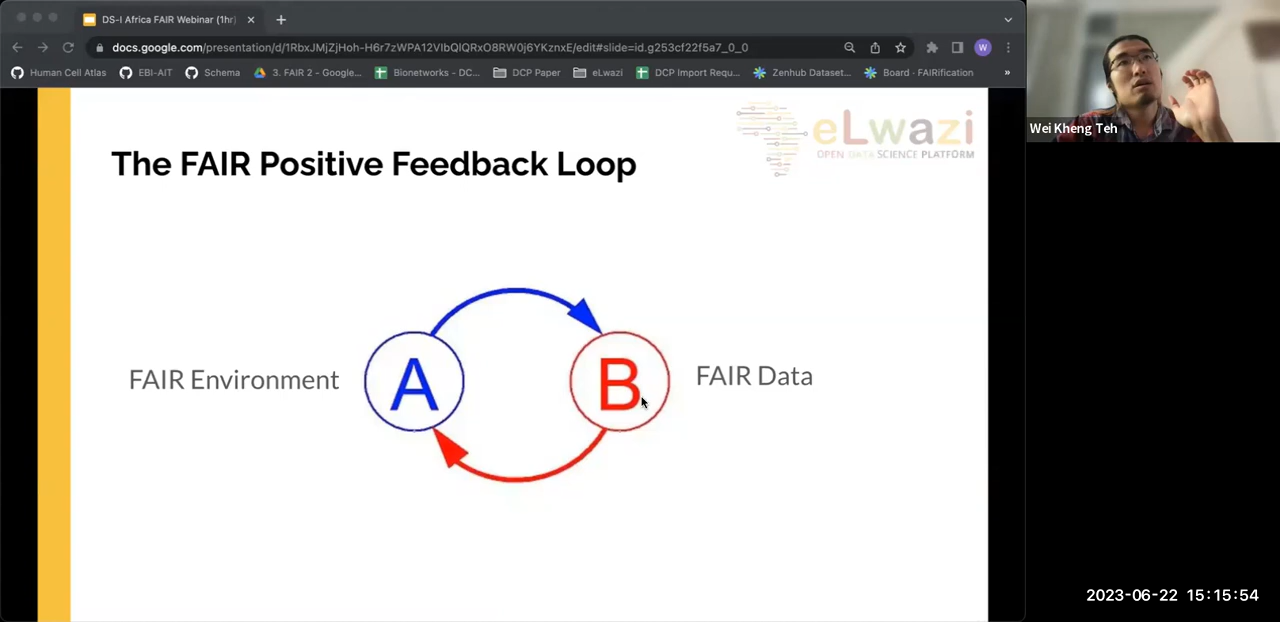 DS-I Africa FAIR Webinar (1hr)
docs.google.com/presentation/d/1RbxJMjZjHoh-H6r7zWPA12VIbQlQRxO8RW0j6YKznxE/edit#slide=id.g253cf22f5a7_0_0
W
Human Cell Atlas
EBI-AIT
Schema
3. FAIR 2 - Google...
Bionetworks - DC...
DCP Paper
eLwazi
DCP Import Requ...
Zenhub Dataset...
Board · FAIRification
»
Wei Kheng Teh
eLwazi
OPEN DATA SCIENCE PLATFORM
The FAIR Positive Feedback Loop
FAIR Environment
A
B
FAIR Data
2023-06-22 15:15:54